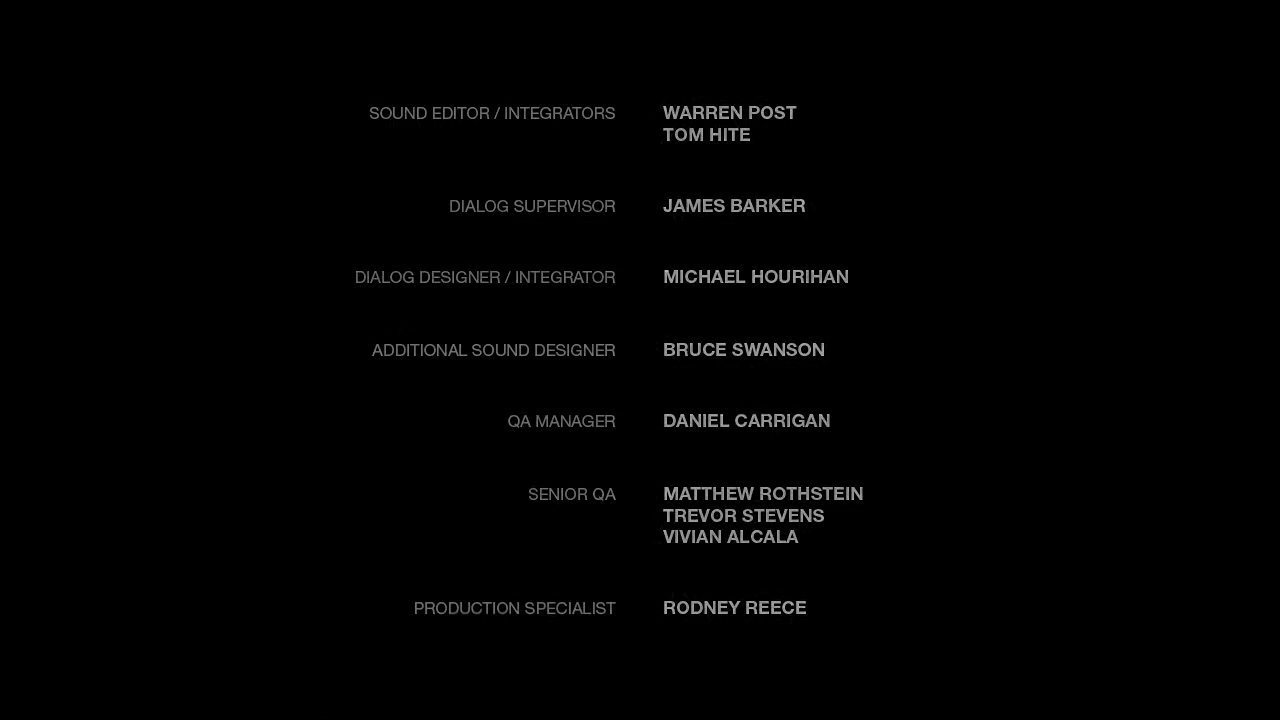 SOUND EDITOR / INTEGRATORS WARREN POST
TOM HITE
DIALOG SUPERVISOR JAMES BARKER
DIALOG DESIGNER / INTEGRATOR MICHAEL HOURIHAN
ADDITIONAL SOUND DESIGNER BRUCE SWANSON
QA MANAGER DANIEL CARRIGAN
SENIOR QA MATTHEW ROTHSTEIN
TREVOR STEVENS
VIVIAN ALCALA
PRODUCTION SPECIALIST RODNEY REECE